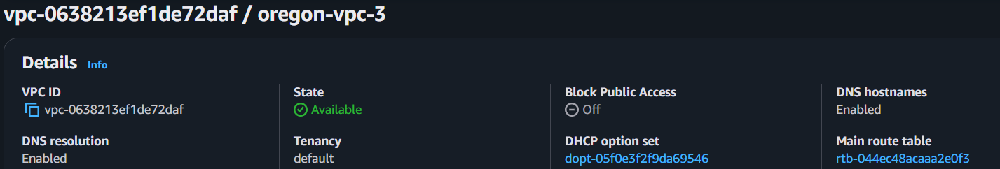 vpc-0638213ef1de72daf / oregon-vpc-3
Details Info
VPC ID
vpc-0638213ef1de72daf
State
Available
Block Public Access
Off
DNS hostnames
Enabled
DNS resolution
Enabled
Tenancy
default
DHCP option set
dopt-05f0e3f2f9da69546
Main route table
rtb-044ec48acaaa2e0f3